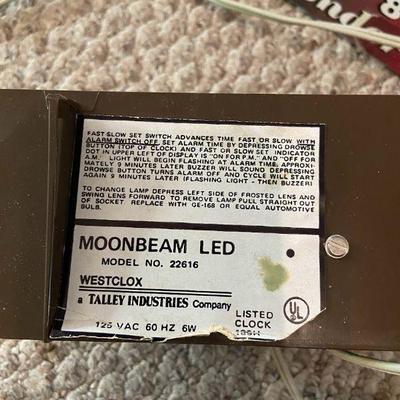 FAST-SLOW SET SWITCH ADVANCES TIME FAST OR SLOW WITH
ALARM SWITCH OFF. SET ALARM TIME BY DEPRESSING DROWSE
BUTTON (TOP OF CLOCK) AND FAST OR SLOW SET INDICATOR
DOT IN UPPER LEFT OF DISPLAY IS "ON FOR P.M." AND "OFF FOR
A.M." LIGHT WILL BEGIN FLASHING AT ALARM TIME. APPROXI-
MATELY 9 MINUTES LATER BUZZER WILL SOUND DEPRESSING
DROWSE BUTTON TURNS ALARM OFF AND CYCLE WILL START
AGAIN 9 MINUTES LATER (FLASHING LIGHT - THEN BUZZER)
TO CHANGE LAMP DEPRESS LEFT SIDE OF FROSTED LENS AND
SWING LENS FORWARD TO REMOVE LAMP PULL STRAIGHT OUT
OF SOCKET REPLACE WITH GE-168 OR EQUAL AUTOMOTIVE
BULB.
MOONBEAM LED
MODEL NO. 22616
WESTCLOX
a TALLEY INDUSTRIES Company
125 VAC 60 HZ 6W
UL
LISTED
CLOCK
8
nder